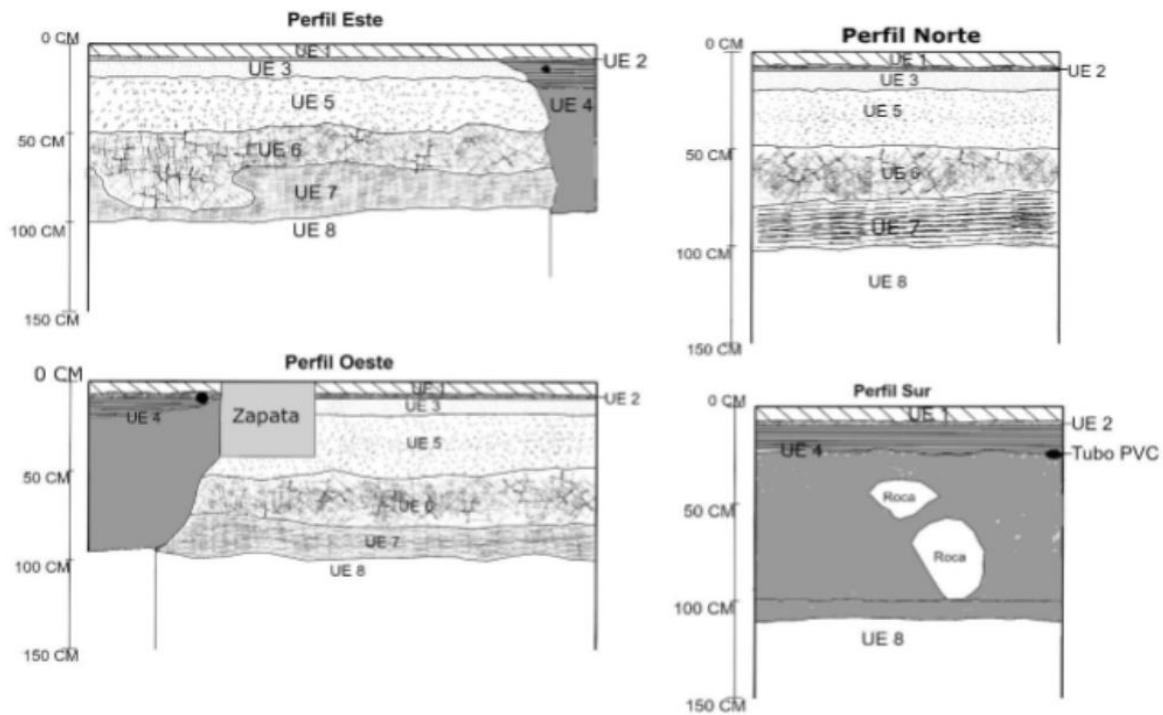 Perfil Este
0 CM
UE 1
UE 2
UE 3
UE 4
UE 5
50 CM
UE 6
UE 7
100 CM
UE 8
150 CM
Perfil Norte
0 CM
UE 1
UE 2
UE 3
UE 5
50 CM
UE 6
UE 7
100 CM
UE 8
150 CM
Perfil Oeste
0 CM
UE 1
UE 2
UE 3
UE 4
Zapata
UE 5
50 CM
UE 6
UE 7
100 CM
UE 8
150 CM
Perfil Sur
0 CM
UE 1
UE 2
UE 4
Tubo PVC
Roca
50 CM
Roca
100 CM
UE 8
150 CM